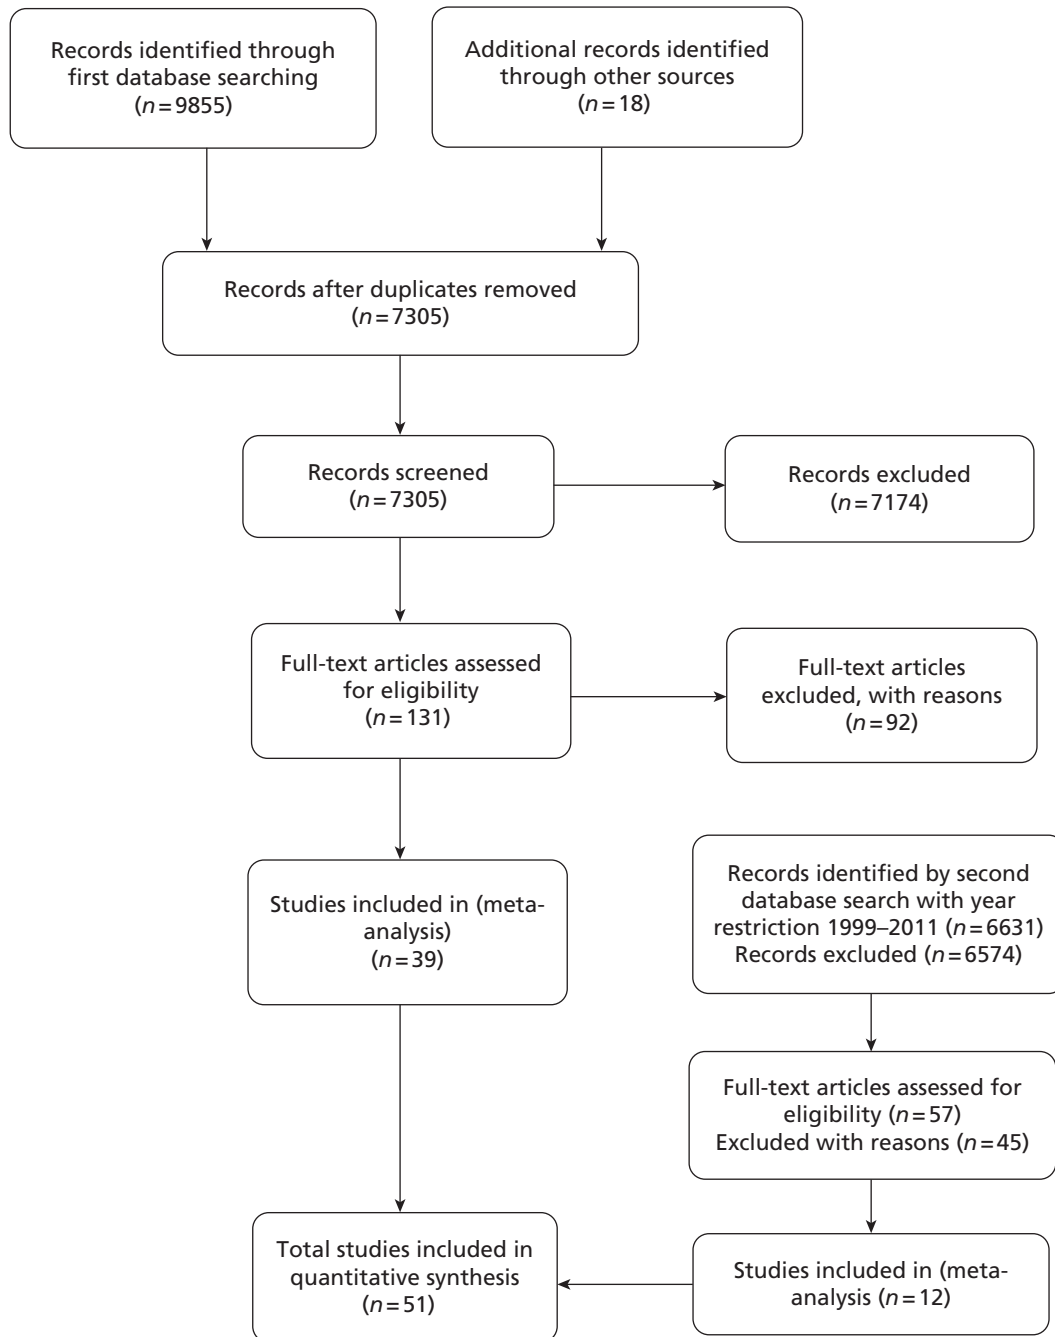 Records identified through
first database searching
(n=9855)
Additional records identified
through other sources
(n=18)
Records after duplicates removed
(n=7305)
Records screened
(n=7305)
Records excluded
(n=7174)
Full-text articles assessed
for eligibility
(n=131)
Full-text articles
excluded, with reasons
(n=92)
Studies included in (meta-
analysis)
(n=39)
Records identified by second
database search with year
restriction 1999–2011 (n=6631)
Records excluded (n=6574)
Full-text articles assessed for
eligibility (n=57)
Excluded with reasons (n=45)
Studies included in (meta-
analysis (n=12)
Total studies included in
quantitative synthesis
(n=51)